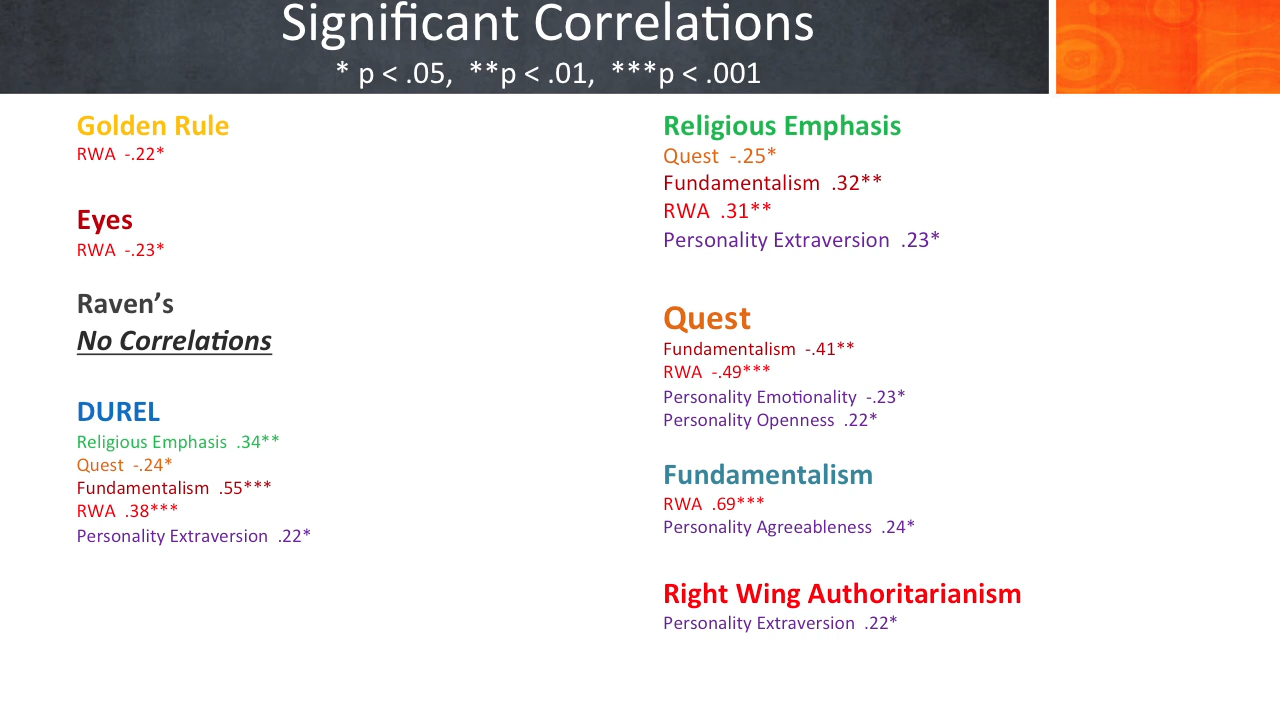 Significant Correlations
* p < .05, **p < .01, ***p < .001
Golden Rule
RWA -.22*
Eyes
RWA -.23*
Raven’s
No Correlations
DUREL
Religious Emphasis .34**
Quest -.24*
Fundamentalism .55***
RWA .38***
Personality Extraversion .22*
Religious Emphasis
Quest -.25*
Fundamentalism .32**
RWA .31**
Personality Extraversion .23*
Quest
Fundamentalism -.41**
RWA -.49***
Personality Emotionality -.23*
Personality Openness .22*
Fundamentalism
RWA .69***
Personality Agreeableness .24*
Right Wing Authoritarianism
Personality Extraversion .22*